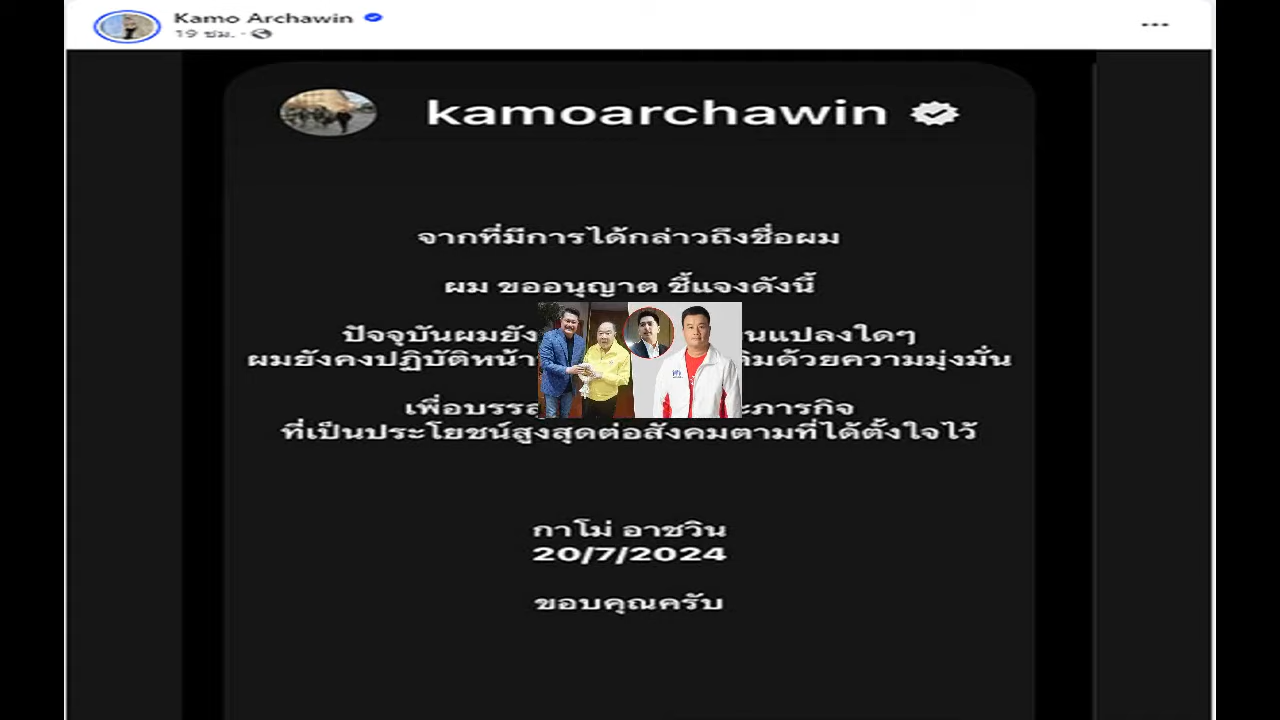 Kamo Archawin
19 ชม. ·
kamoarchawin
จากที่มีการได้กล่าวถึงชื่อผม
ผม ขออนุญาต ชี้แจงดังนี้
ปัจจุบันผมยัง นแปลงใดๆ
ผมยังคงปฏิบัติหน้า ด้วยความมุ่งมั่น
เพื่อบรรล ภารกิจ
ที่เป็นประโยชน์สูงสุดต่อสังคมตามที่ได้ตั้งใจไว้
กาโม่ อาชวิน
20/7/2024
ขอบคุณครับ